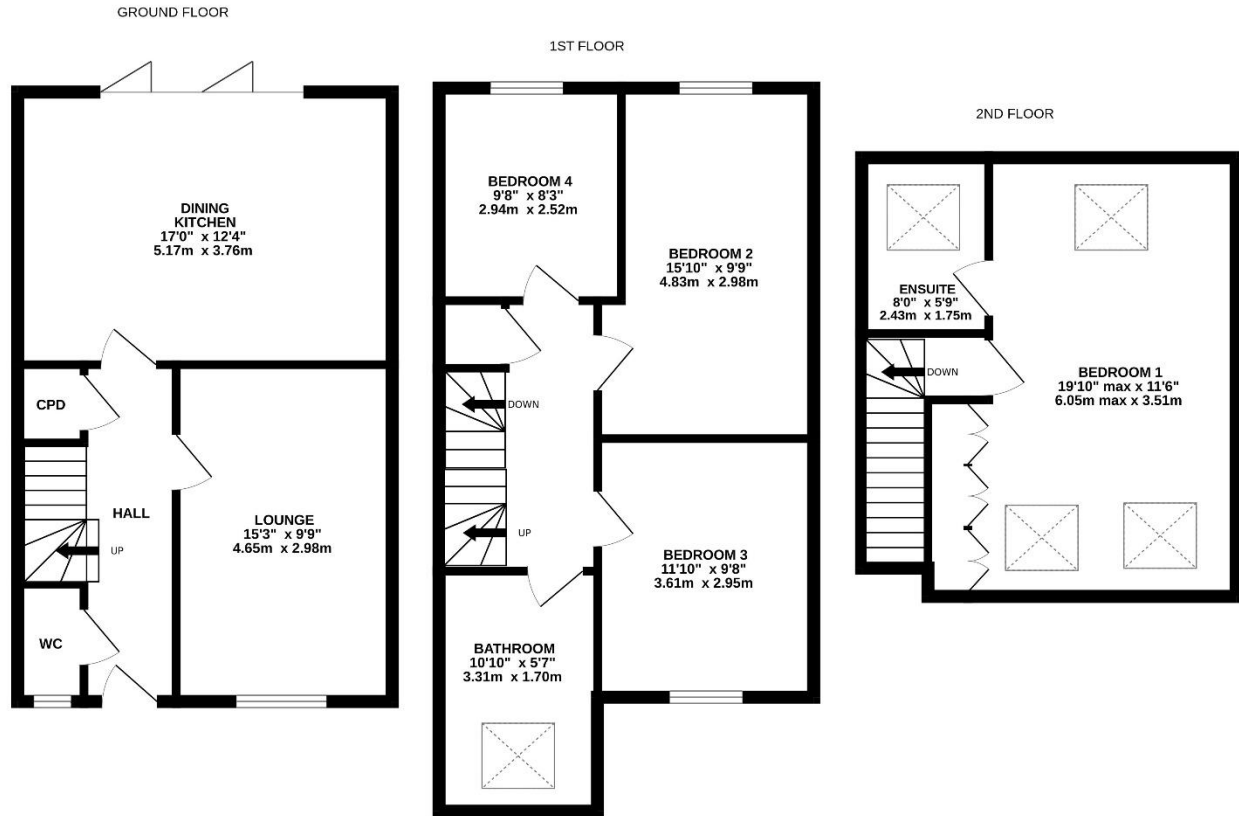 GROUND FLOOR
DINING
KITCHEN
17'0" x 12'4"
5.17m x 3.76m
CPD
HALL
UP
LOUNGE
15'3" x 9'9"
4.65m x 2.98m
WC
1ST FLOOR
BEDROOM 4
9'8" x 8'3"
2.94m x 2.52m
BEDROOM 2
15'10" x 9'9"
4.83m x 2.98m
DOWN
UP
BEDROOM 3
11'10" x 9'8"
3.61m x 2.95m
BATHROOM
10'10" x 5'7"
3.31m x 1.70m
2ND FLOOR
ENSUITE
8'0" x 5'9"
2.43m x 1.75m
DOWN
BEDROOM 1
19'10" max x 11'6"
6.05m max x 3.51m